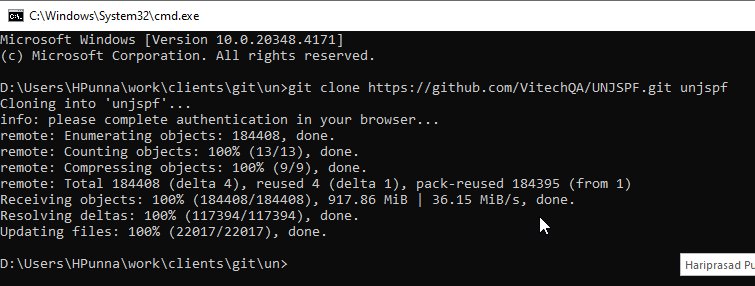 C:\Windows\System32\cmd.exe
Microsoft Windows [Version 10.0.20348.4171]
(c) Microsoft Corporation. All rights reserved.
D:\Users\HPunna\work\clients\git\un>git clone https://github.com/VitechQA/UNJSPF.git unjspf
Cloning into 'unjspf'...
info: please complete authentication in your browser...
remote: Enumerating objects: 184408, done.
remote: Counting objects: 100% (13/13), done.
remote: Compressing objects: 100% (9/9), done.
remote: Total 184408 (delta 4), reused 4 (delta 1), pack-reused 184395 (from 1)
Receiving objects: 100% (184408/184408), 917.86 MiB | 36.15 MiB/s, done.
Resolving deltas: 100% (117394/117394), done.
Updating files: 100% (22017/22017), done.
D:\Users\HPunna\work\clients\git\un>
Hariprasad Pu